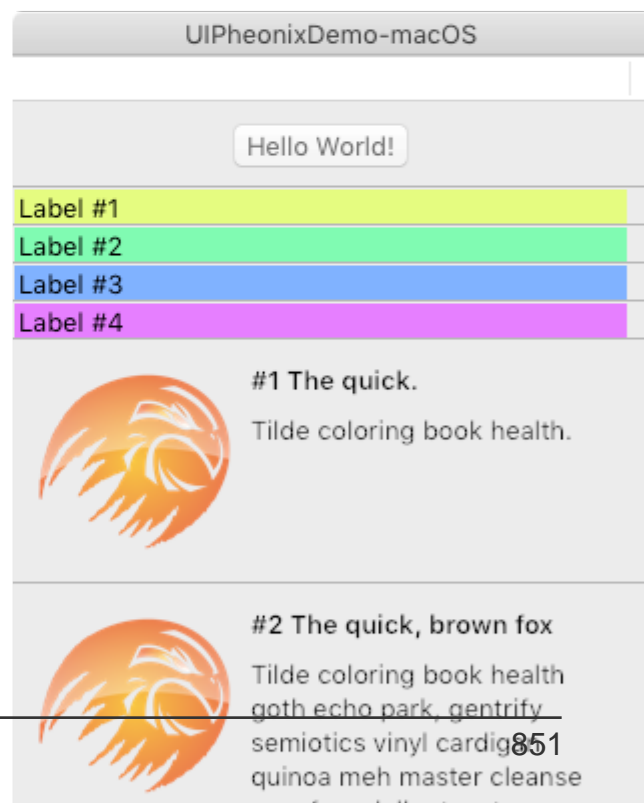 UIPheonixDemo-macOS
Hello World!
Label #1
Label #2
Label #3
Label #4
#1 The quick.
Tilde coloring book health.
#2 The quick, brown fox
Tilde coloring book health
goth echo park, gentrify
semiotics vinyl cardigan
851
quinoa meh master cleanse